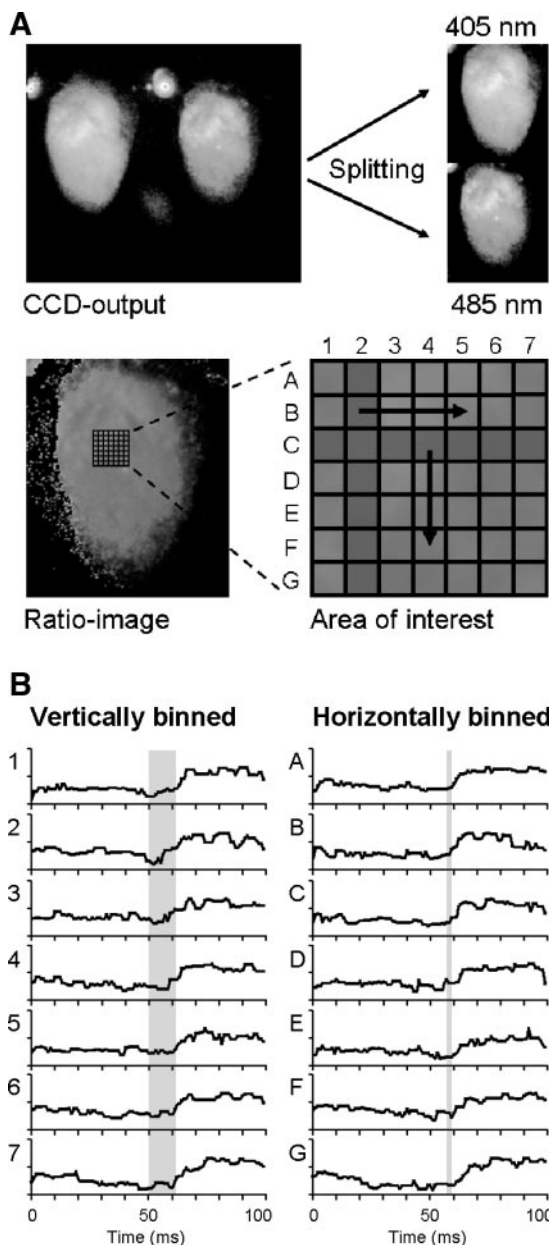 A
405 nm
Splitting
CCD-output
485 nm
1 2 3 4 5 6 7
A
B
C
D
E
F
G
Ratio-image
Area of interest
B
Vertically binned
Horizontally binned
1
2
3
4
5
6
7
0 50 100
Time (ms)
A
B
C
D
E
F
G
0 50 100
Time (ms)